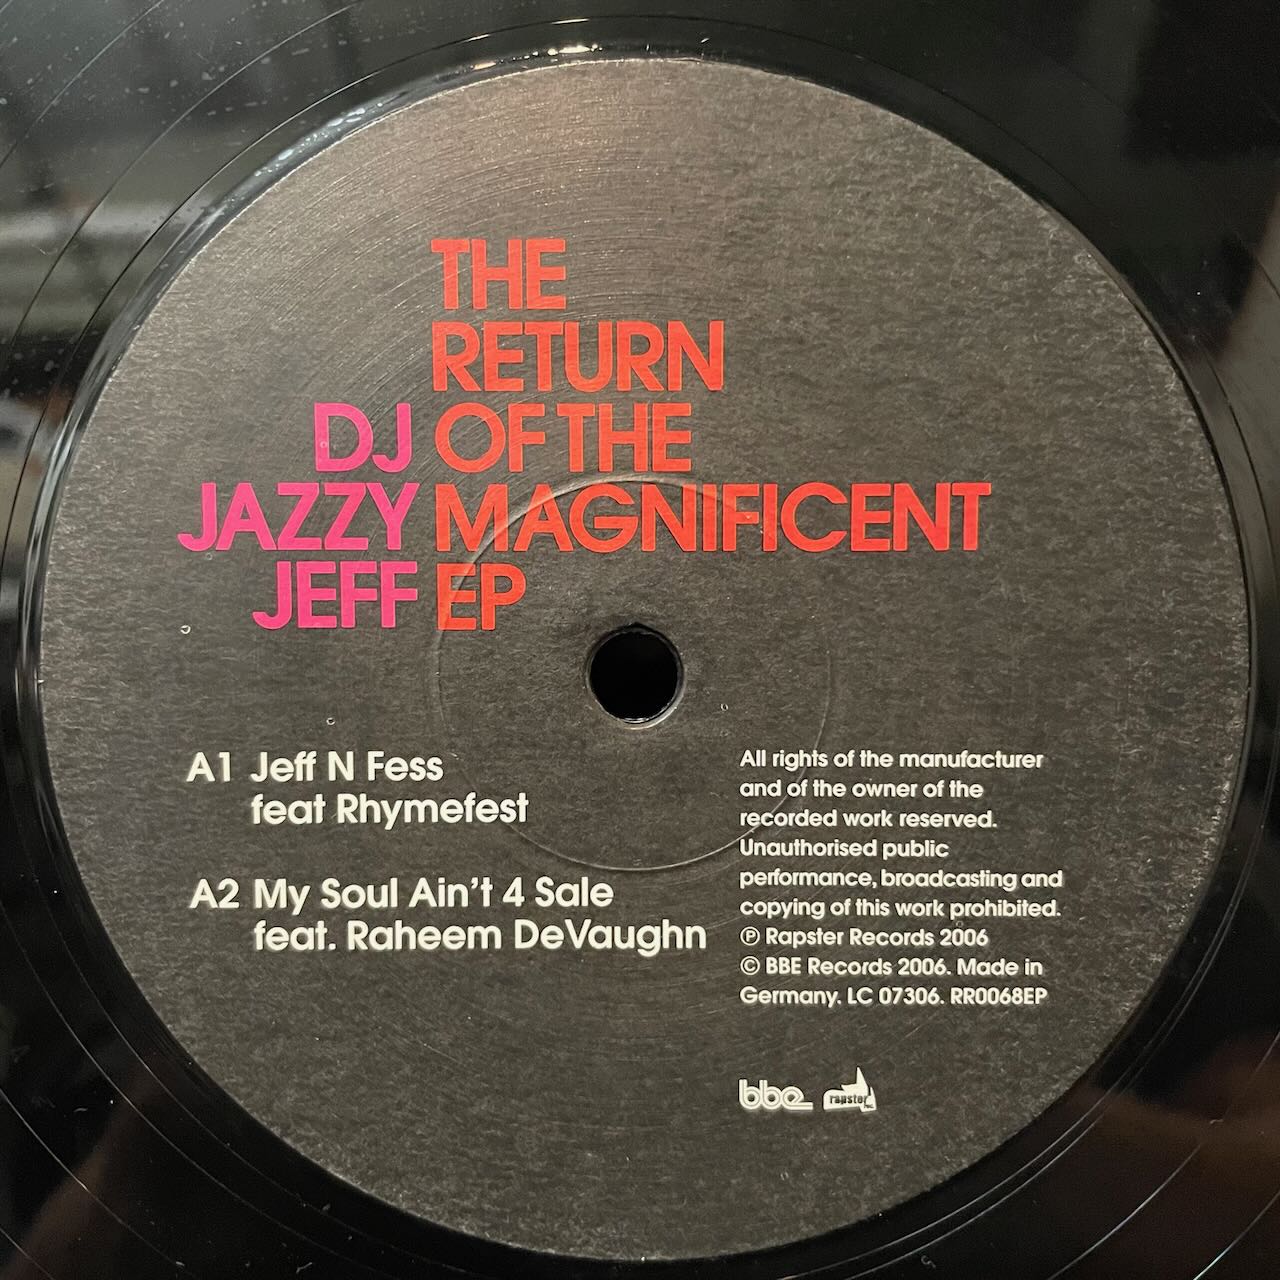 THE
RETURN
DJ OF THE
JAZZY MAGNIFICENT
JEFF EP
A1 Jeff N Fess
feat Rhymefest
A2 My Soul Ain't 4 Sale
feat. Raheem DeVaughn
All rights of the manufacturer
and of the owner of the
recorded work reserved.
Unauthorised public
performance, broadcasting and
copying of this work prohibited.
℗ Rapster Records 2006
© BBE Records 2006. Made in
Germany. LC 07306. RR0068EP
bbe rapster